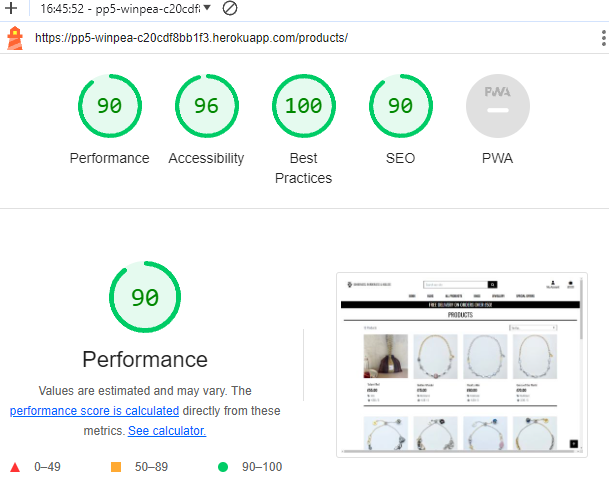 16:45:52 - pp5-winpea-c20cdf8
https://pp5-winpea-c20cdf8bb1f3.herokuapp.com/products/
90 96 100 90 PWA
Performance Accessibility Best Practices SEO PWA
90
Performance
Values are estimated and may vary. The
performance score is calculated directly from these
metrics. See calculator.
0–49 50–89 90–100
FREE DELIVERY ON ORDERS OVER £50!
PRODUCTS